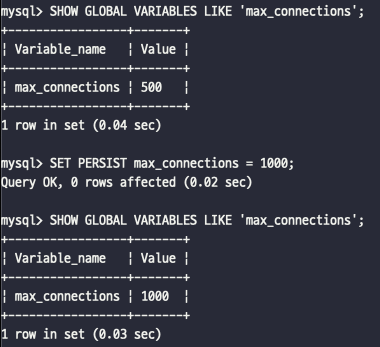 mysql> SHOW GLOBAL VARIABLES LIKE 'max_connections';
+-----------------+-------+
| Variable_name   | Value |
+-----------------+-------+
| max_connections | 500   |
+-----------------+-------+
1 row in set (0.04 sec)

mysql> SET PERSIST max_connections = 1000;
Query OK, 0 rows affected (0.02 sec)

mysql> SHOW GLOBAL VARIABLES LIKE 'max_connections';
+-----------------+-------+
| Variable_name   | Value |
+-----------------+-------+
| max_connections | 1000  |
+-----------------+-------+
1 row in set (0.03 sec)